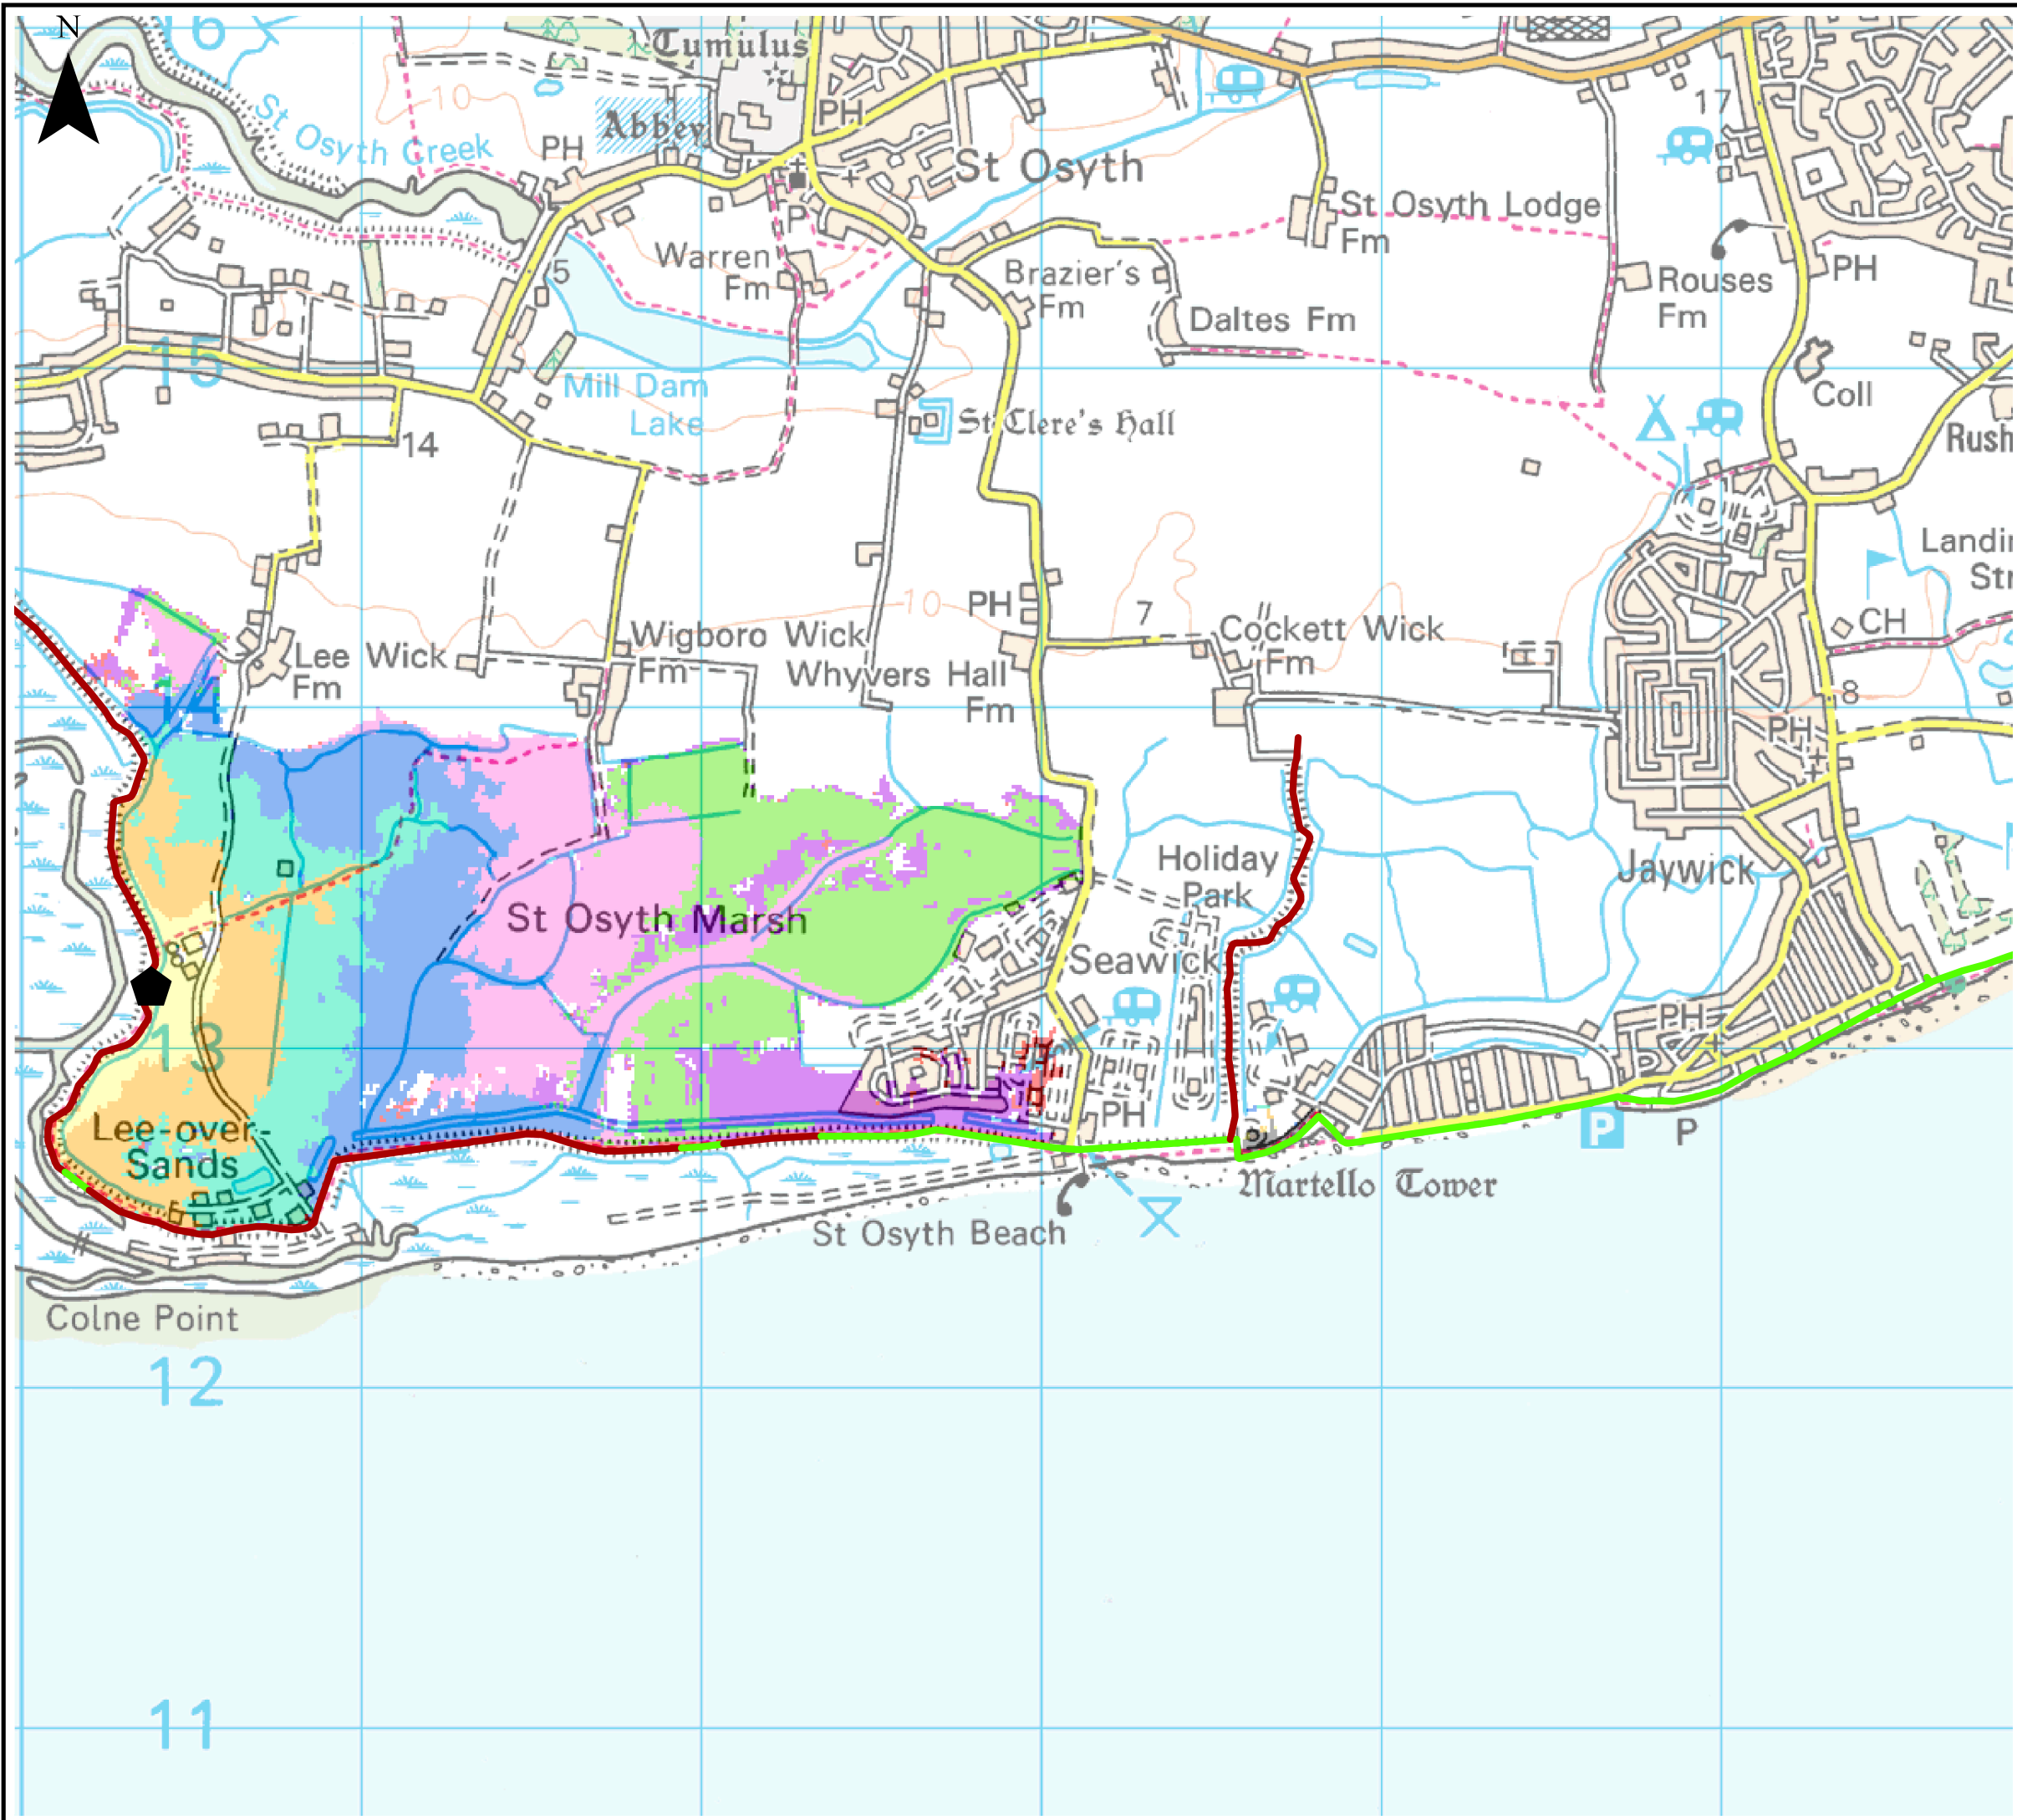 N
16
Tumulus
10
St Osyth Creek
PH
Abbey
PH
St Osyth
17
P
St Osyth Lodge
Fm
Warren
Fm
5
Brazier's
Fm
Rouses
Fm
PH
Daltes Fm
15
Mill Dam
Lake
St Clere's Hall
Coll
Rush
14
Landin
Str
10
PH
7
Cockett Wick
Fm
CH
Lee Wick
Fm
Wigboro Wick
Fm
Whyvers Hall
Fm
8
14
PH
Holiday
Park
Jaywick
St Osyth Marsh
8
Seawick
13
PH
P
Lee-over-
Sands
PH
P
P
Martello Tower
St Osyth Beach
Colne Point
12
11